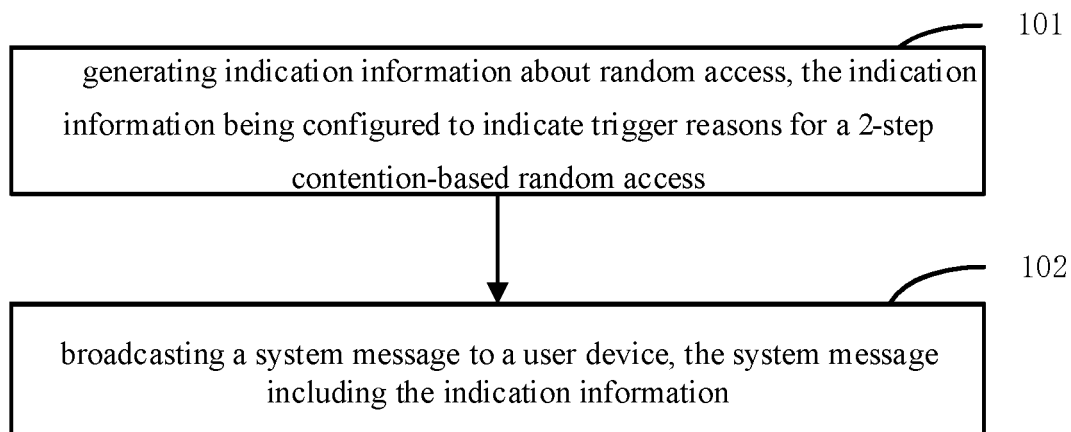 101
generating indication information about random access, the indication
information being configured to indicate trigger reasons for a 2-step
contention-based random access
102
broadcasting a system message to a user device, the system message
including the indication information